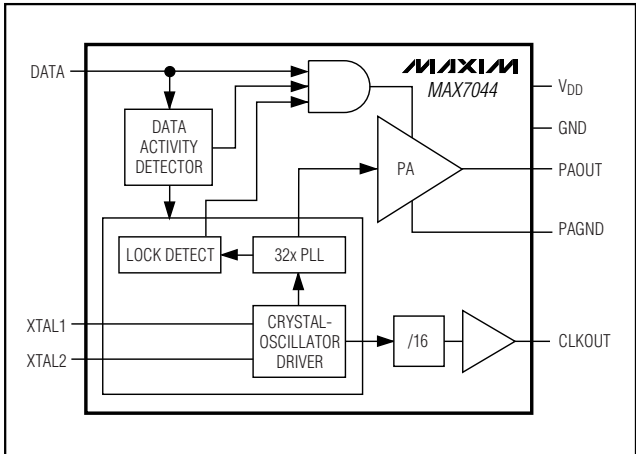 MAXIM
MAX7044
DATA
VDD
GND
DATA
ACTIVITY
DETECTOR
PA
PAOUT
LOCK DETECT
32x PLL
PAGND
XTAL1
XTAL2
CRYSTAL-
OSCILLATOR
DRIVER
/16
CLKOUT